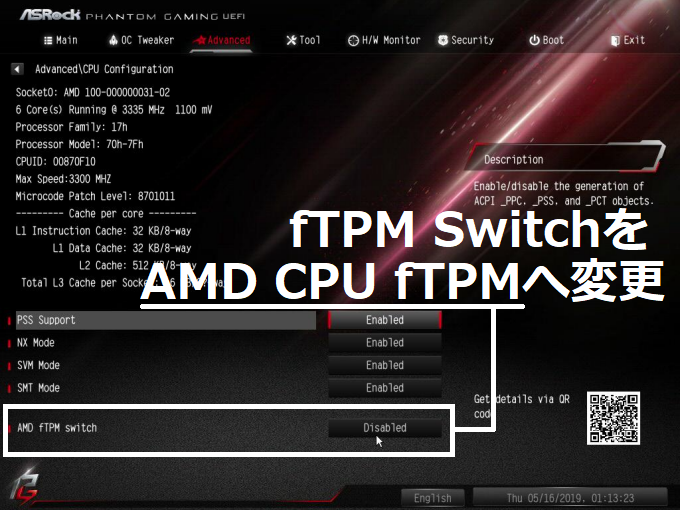 ASRock PHANTOM GAMING UEFI
Main OC Tweaker Advanced Tool H/W Monitor Security Boot Exit
Advanced\CPU Configuration
Socket0: AMD 100-000000031-02
6 Core(s) Running @ 3335 MHz 1100 mV
Processor Family: 17h
Processor Model: 70h-7Fh
CPUID: 00870F10
Max Speed:3300 MHZ
Microcode Patch Level: 8701011
--------- Cache per core ---------
L1 Instruction Cache: 32 KB/8-way
L1 Data Cache: 32 KB/8-way
L2 Cache: 512 KB/8-way
Total L3 Cache per Socket:
Description
Enable/disable the generation of
ACPI _PPC. _PSS. and _PCT objects.
fTPM Switchを
AMD CPU fTPMへ変更
PSS Support Enabled
NX Mode Enabled
SVM Mode Enabled
SMT Mode Enabled
AMD fTPM switch Disabled
Get details via QR
code
English Thu 05/16/2019. 01:13:23